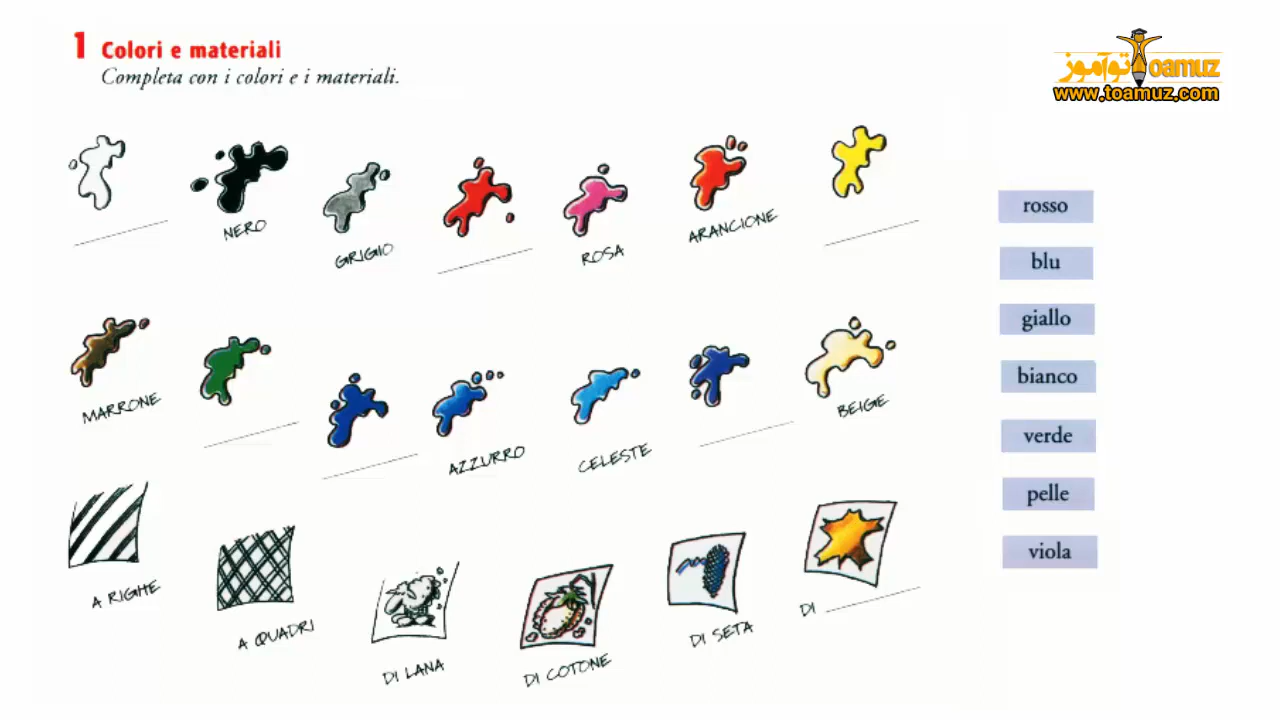 1 Colori e materiali
Completa con i colori e i materiali.
توآموز Toamuz
www.toamuz.com
NERO
GRIGIO
ROSA
ARANCIONE
MARRONE
AZZURRO
CELESTE
BEIGE
A RIGHE
A QUADRI
DI LANA
DI COTONE
DI SETA
DI
rosso
blu
giallo
bianco
verde
pelle
viola